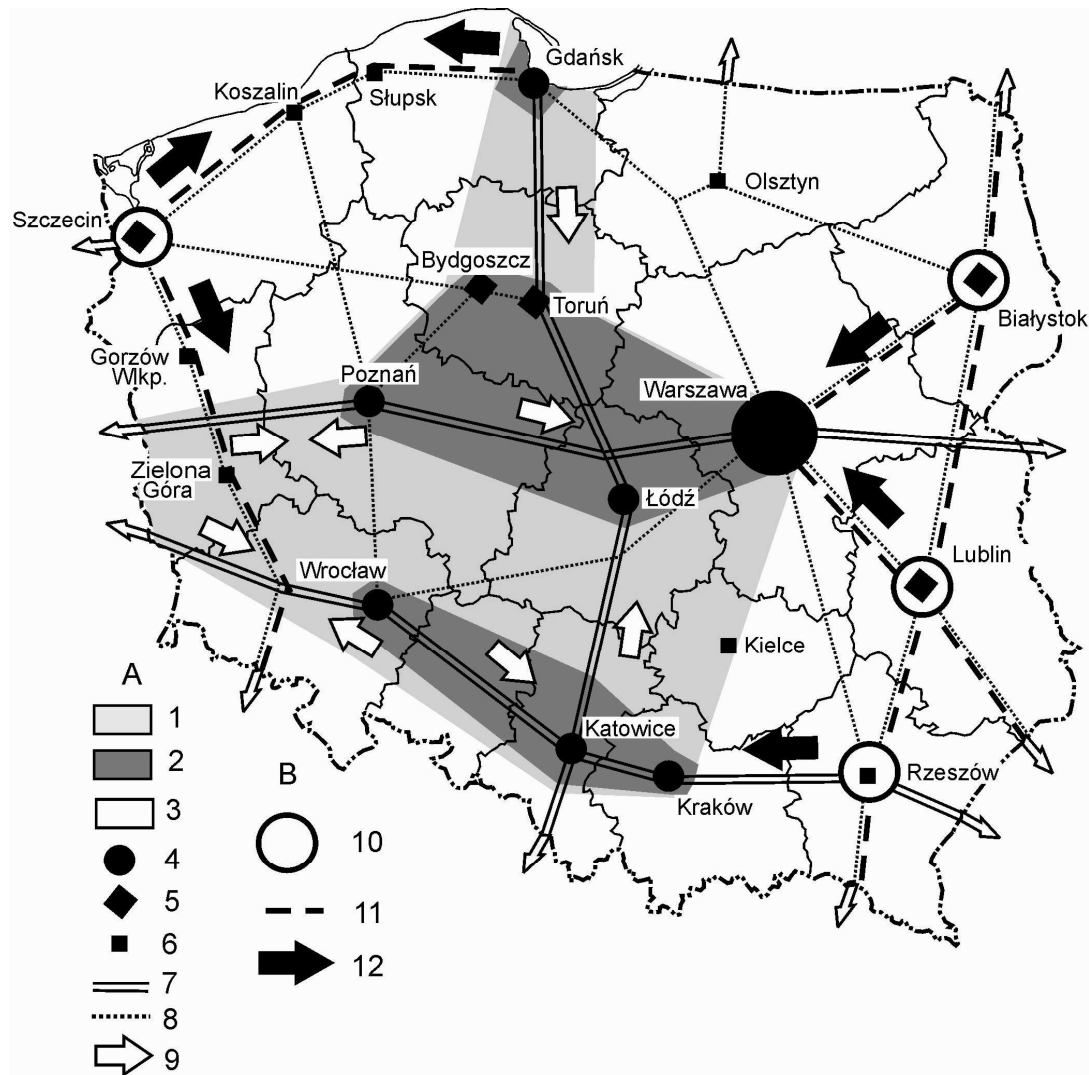 Gdańsk
Koszalin
Słupsk
Olsztyn
Szczecin
Bydgoszcz
Toruń
Białystok
Gorzów
Wlkp.
Poznań
Warszawa
Zielona
Góra
Łódź
Wrocław
Lublin
Kielce
Katowice
Rzeszów
Kraków
A
1
2
3
4
5
6
7
8
9
B
10
11
12